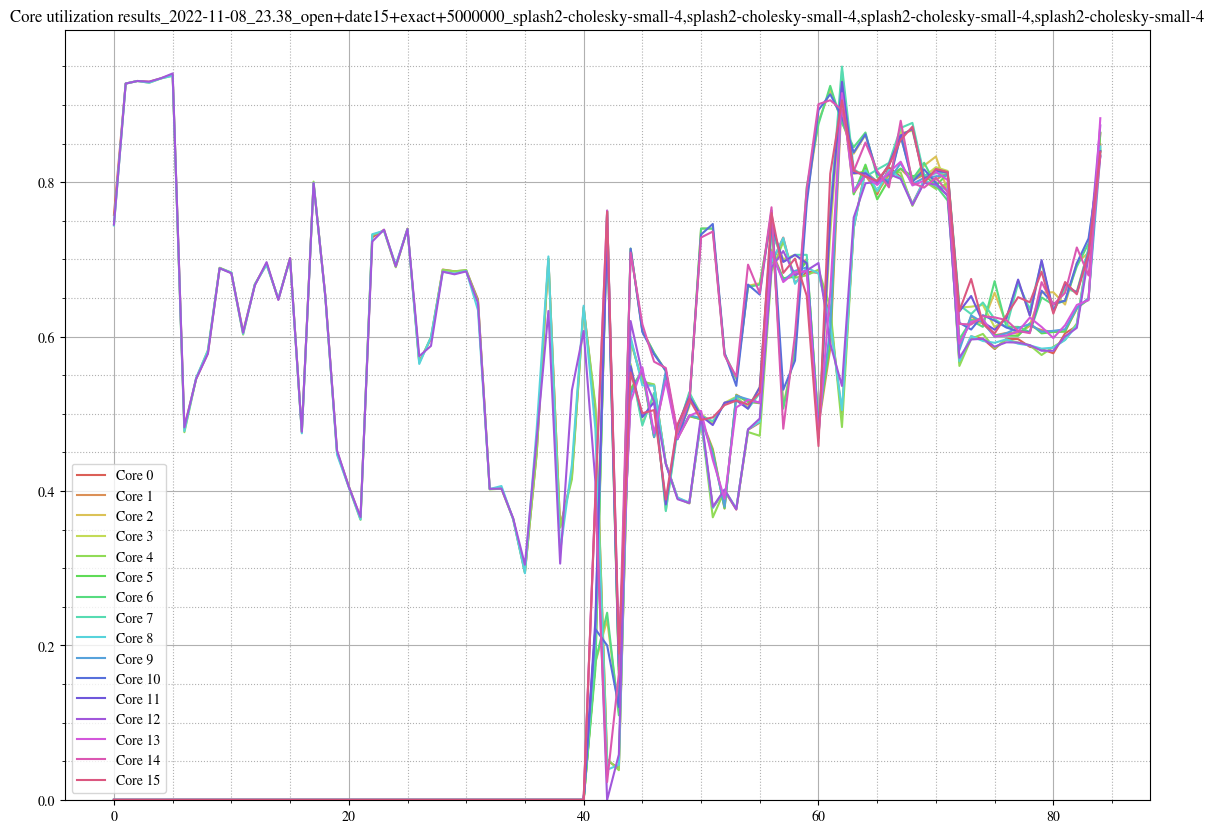 Core utilization results_2022-11-08_23.38_open+date15+exact+5000000_splash2-cholesky-small-4,splash2-cholesky-small-4,splash2-cholesky-small-4,splash2-cholesky-small-4
0.8
0.6
0.4
0.2
0.0
Core 0
Core 1
Core 2
Core 3
Core 4
Core 5
Core 6
Core 7
Core 8
Core 9
Core 10
Core 11
Core 12
Core 13
Core 14
Core 15
0 20 40 60 80